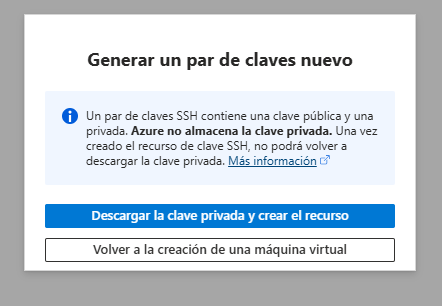 Generar un par de claves nuevo
Un par de claves SSH contiene una clave pública y una
privada. Azure no almacena la clave privada. Una vez
creado el recurso de clave SSH, no podrá volver a
descargar la clave privada. Más información
Descargar la clave privada y crear el recurso
Volver a la creación de una máquina virtual